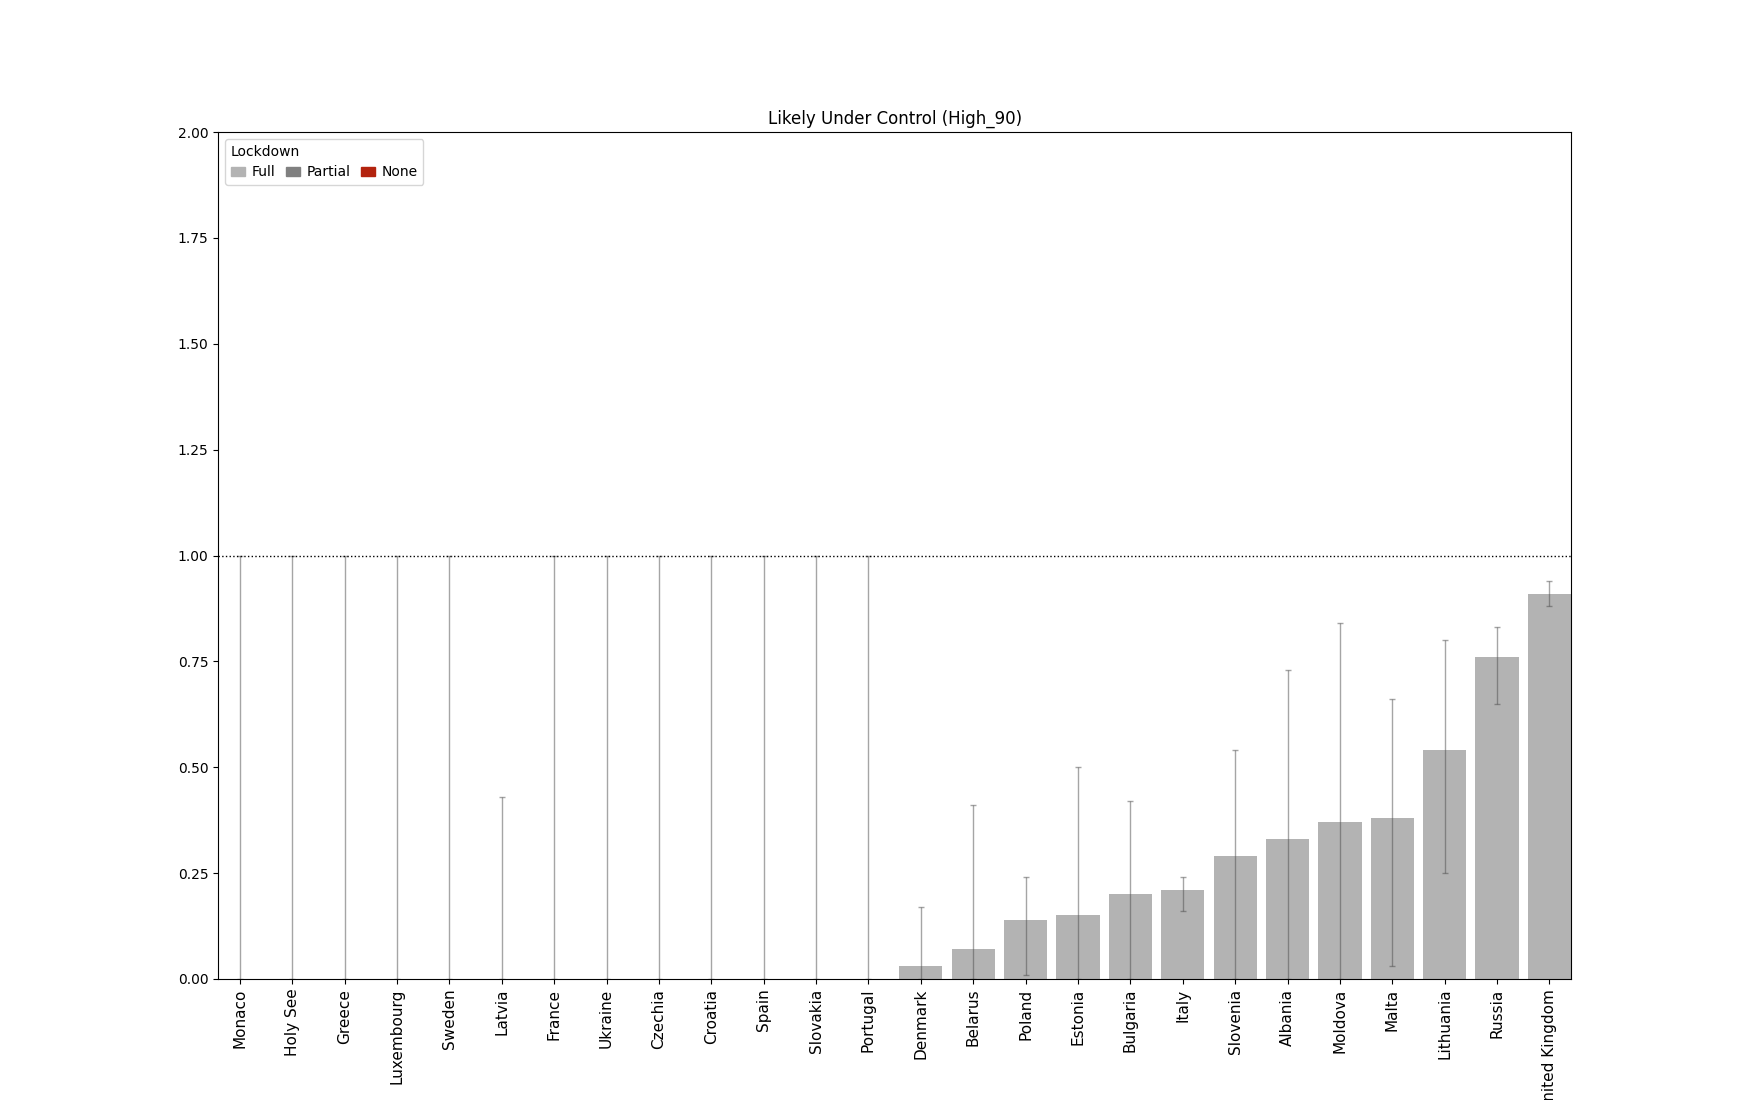 Likely Under Control (High_90)
2.00
Lockdown
Full Partial None
1.75
1.50
1.25
1.00
0.75
0.50
0.25
0.00
Monaco
Holy See
Greece
Luxembourg
Sweden
Latvia
France
Ukraine
Czechia
Croatia
Spain
Slovakia
Portugal
Denmark
Belarus
Poland
Estonia
Bulgaria
Italy
Slovenia
Albania
Moldova
Malta
Lithuania
Russia
nited Kingdom